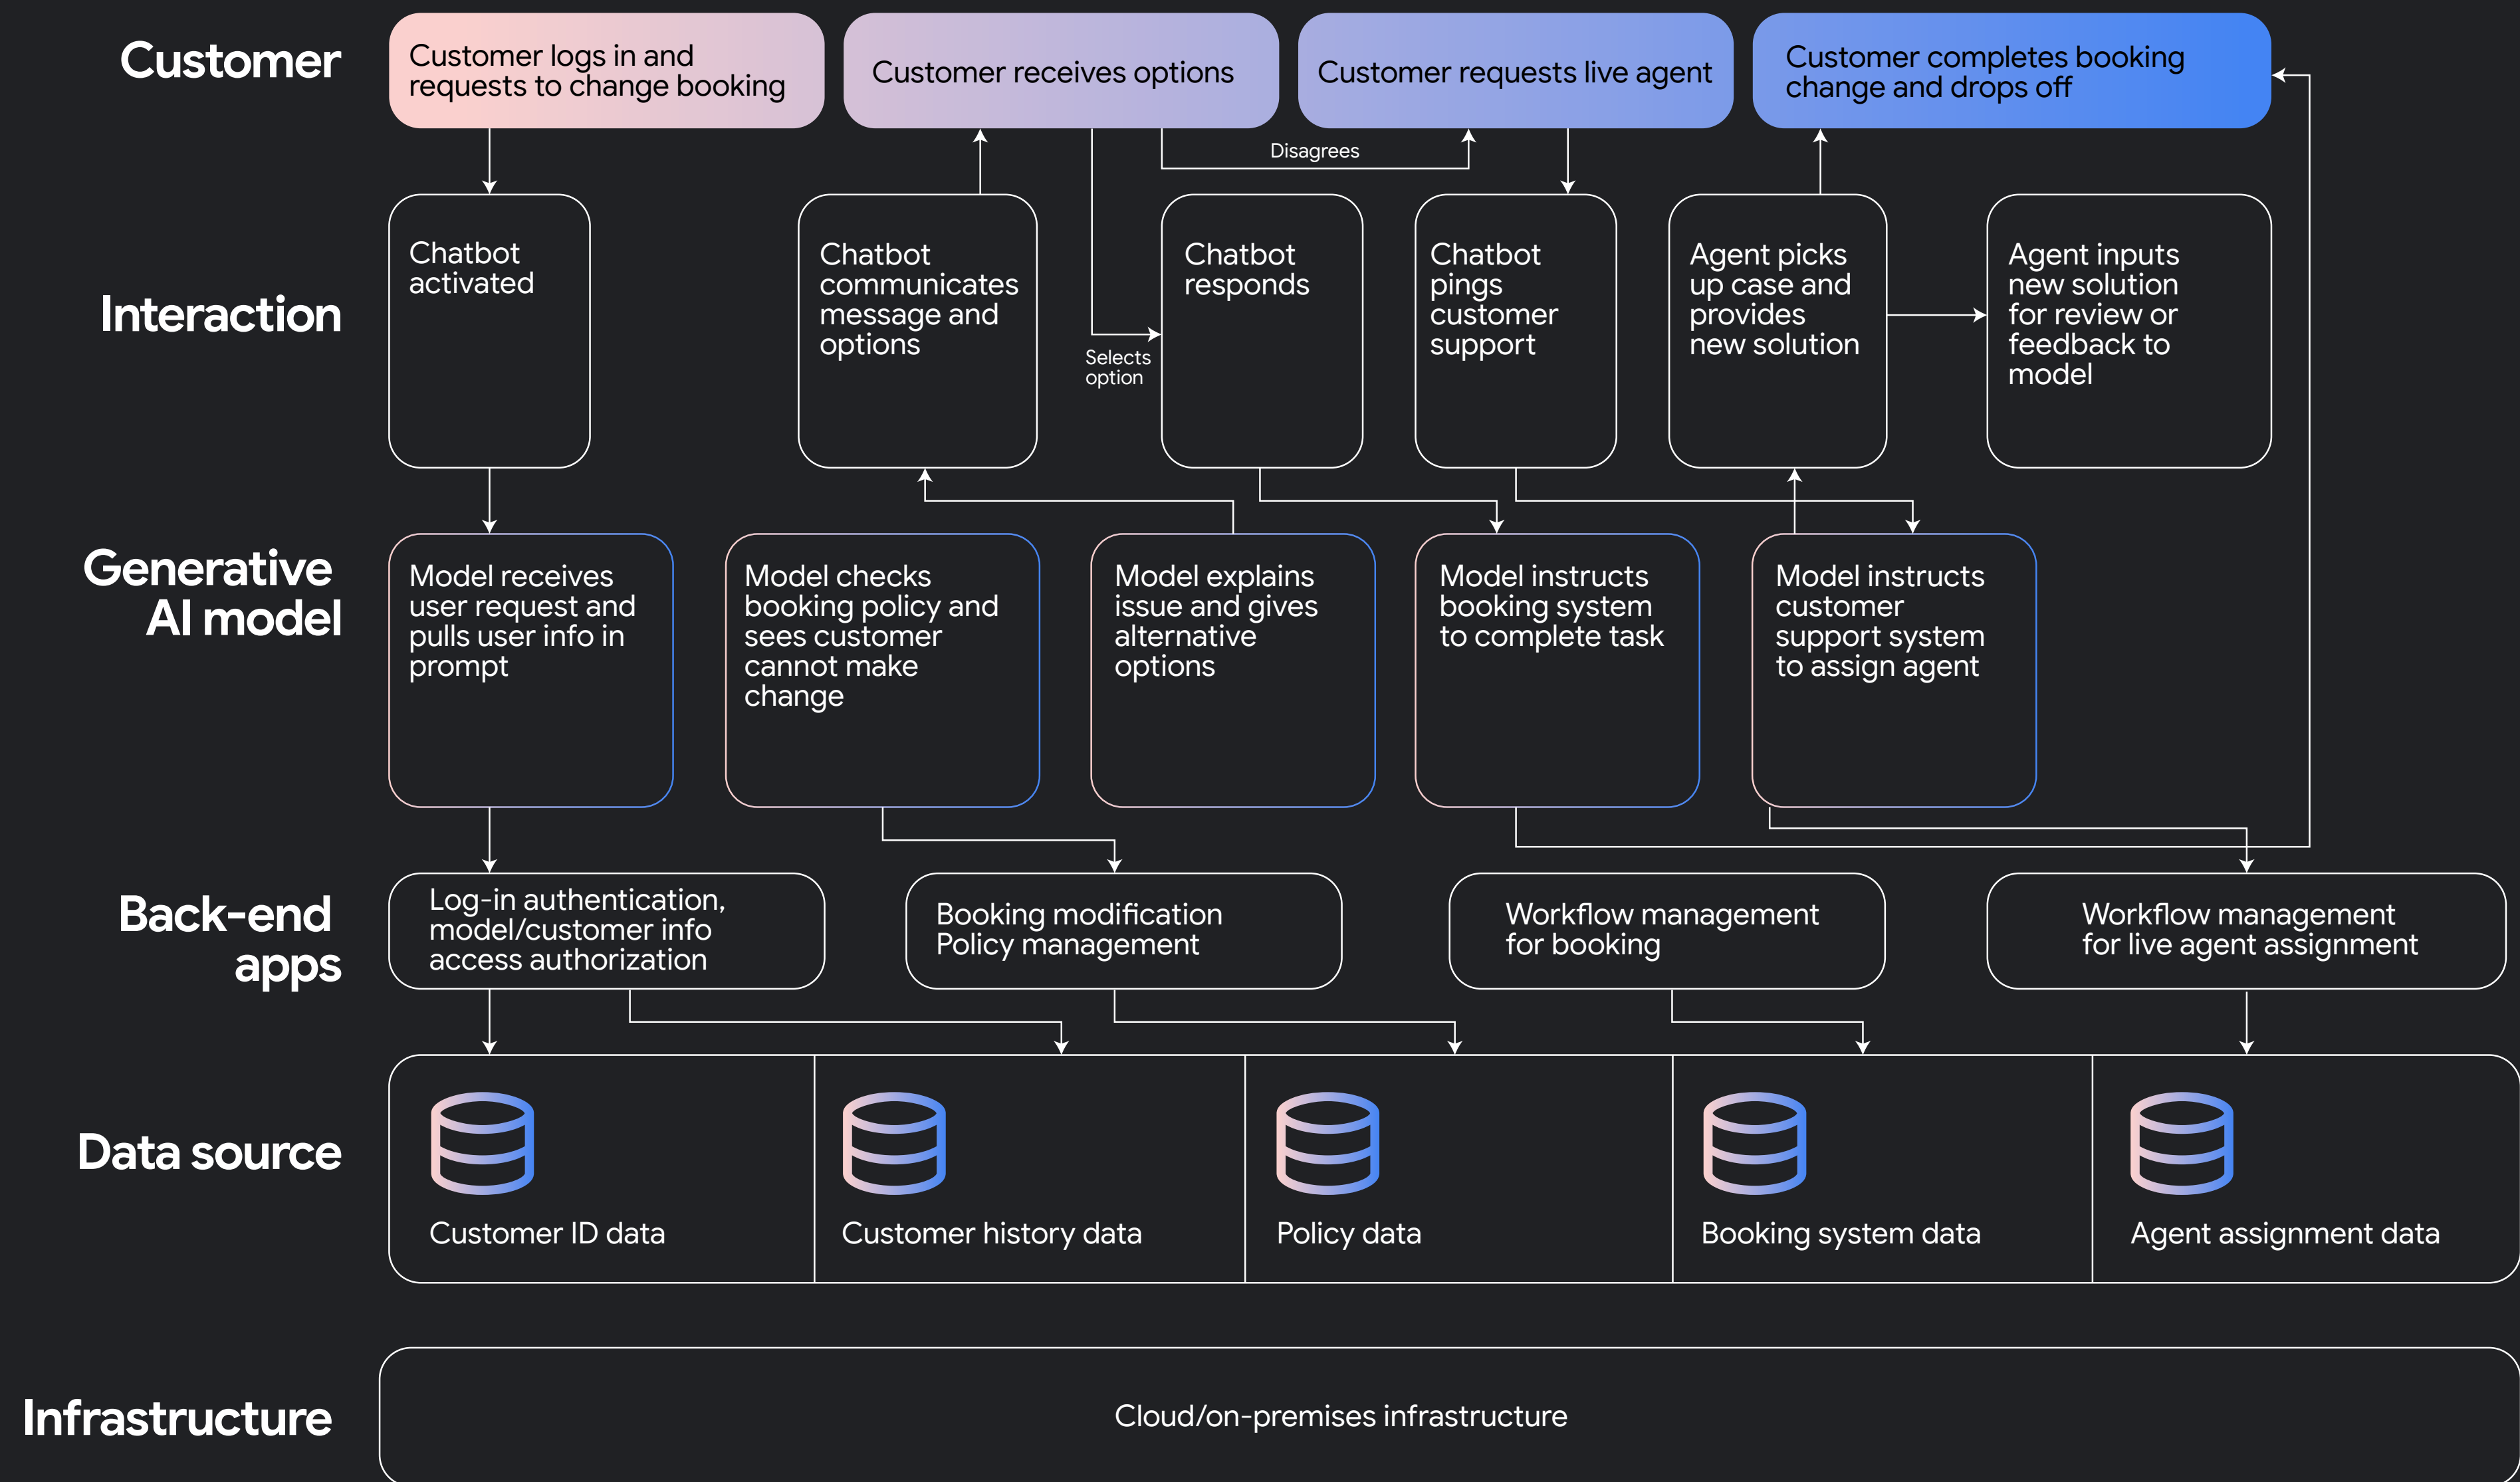 Customer
Customer logs in and
requests to change booking
Customer receives options
Customer requests live agent
Customer completes booking
change and drops off
Disagrees
Interaction
Chatbot
activated
Chatbot
communicates
message and
options
Selects
option
Chatbot
responds
Chatbot
pings
customer
support
Agent picks
up case and
provides
new solution
Agent inputs
new solution
for review or
feedback to
model
Generative
AI model
Model receives
user request and
pulls user info in
prompt
Model checks
booking policy and
sees customer
cannot make
change
Model explains
issue and gives
alternative
options
Model instructs
booking system
to complete task
Model instructs
customer
support system
to assign agent
Back-end
apps
Log-in authentication,
model/customer info
access authorization
Booking modification
Policy management
Workflow management
for booking
Workflow management
for live agent assignment
Data source
Customer ID data
Customer history data
Policy data
Booking system data
Agent assignment data
Infrastructure
Cloud/on-premises infrastructure